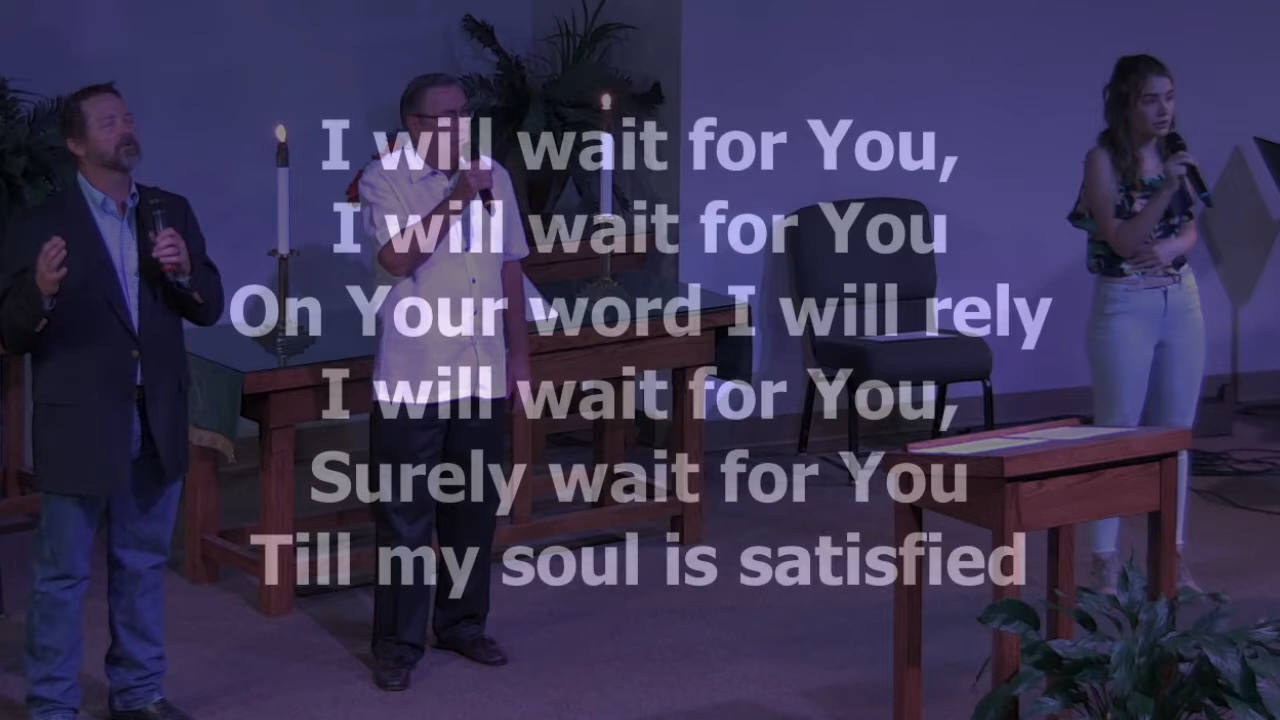 I will wait for You,
I will wait for You
On Your word I will rely
I will wait for You,
Surely wait for You
Till my soul is satisfied